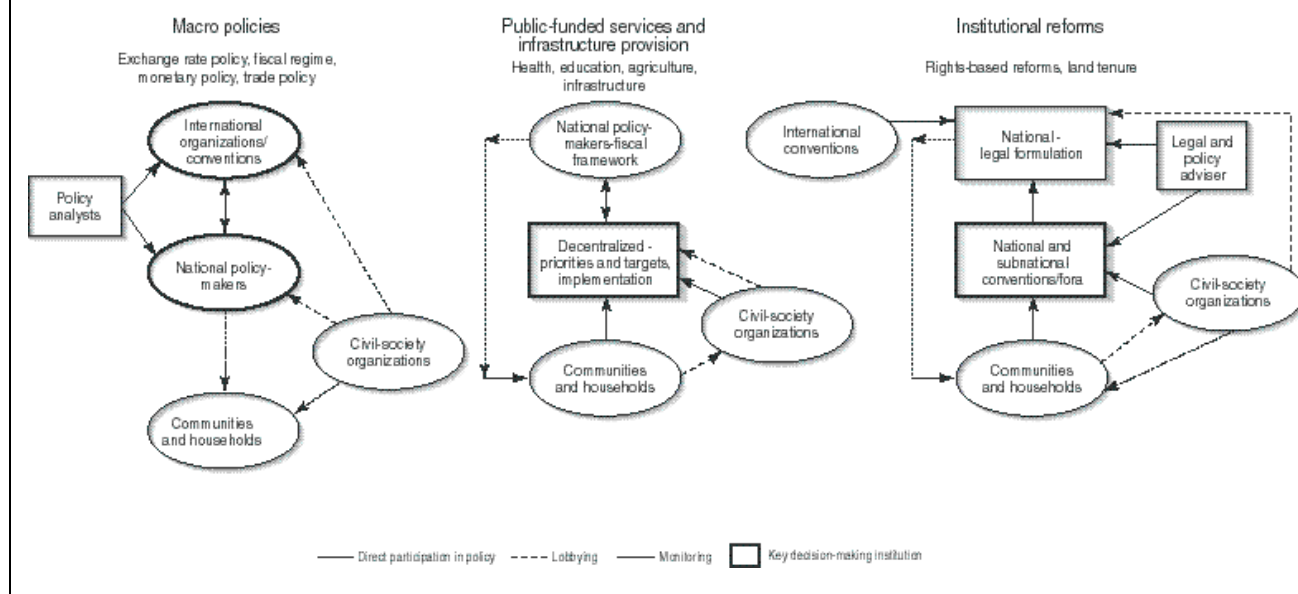 Macro policies
Exchange rate policy, fiscal regime,
monetary policy, trade policy
International
organizations/
conventions
Policy
analysts
National policy-
makers
Civil-society
organizations
Communities
and households
Public-funded services and
infrastructure provision
Health, education, agriculture,
infrastructure
National policy-
makers-fiscal
framework
Decentralized -
priorities and targets,
implementation
Civil-society
organizations
Communities
and households
Institutional reforms
Rights-based reforms, land tenure
International
conventions
National -
legal formulation
Legal and
policy
adviser
National and
subnational
conventions/fora
Civil-society
organizations
Communities
and households
Direct participation in policy
Lobbying
Monitoring
Key decision-making institution